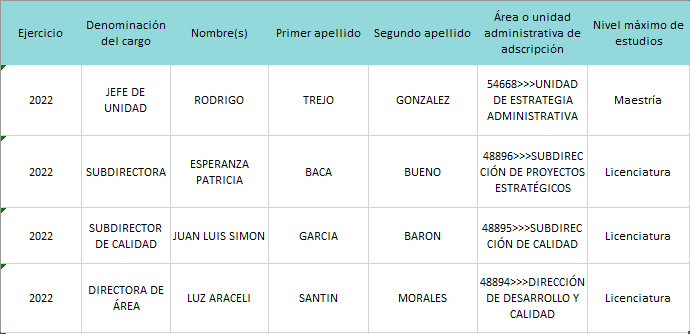 Ejercicio
Denominación
del cargo
Nombre(s)
Primer apellido
Segundo apellido
Área o unidad
administrativa de
adscripción
Nivel máximo de
estudios
2022
JEFE DE
UNIDAD
RODRIGO
TREJO
GONZALEZ
54668>>>UNIDAD
DE ESTRATEGIA
ADMINISTRATIVA
Maestría
2022
SUBDIRECTORA
ESPERANZA
PATRICIA
BACA
BUENO
48896>>>SUBDIREC
CIÓN DE PROYECTOS
ESTRATÉGICOS
Licenciatura
2022
SUBDIRECTOR
DE CALIDAD
JUAN LUIS SIMON
GARCIA
BARON
48895>>>SUBDIREC
CIÓN DE CALIDAD
Licenciatura
2022
DIRECTORA DE
ÁREA
LUZ ARACELI
SANTIN
MORALES
48894>>>DIRECCIÓN
DE DESARROLLO Y
CALIDAD
Licenciatura